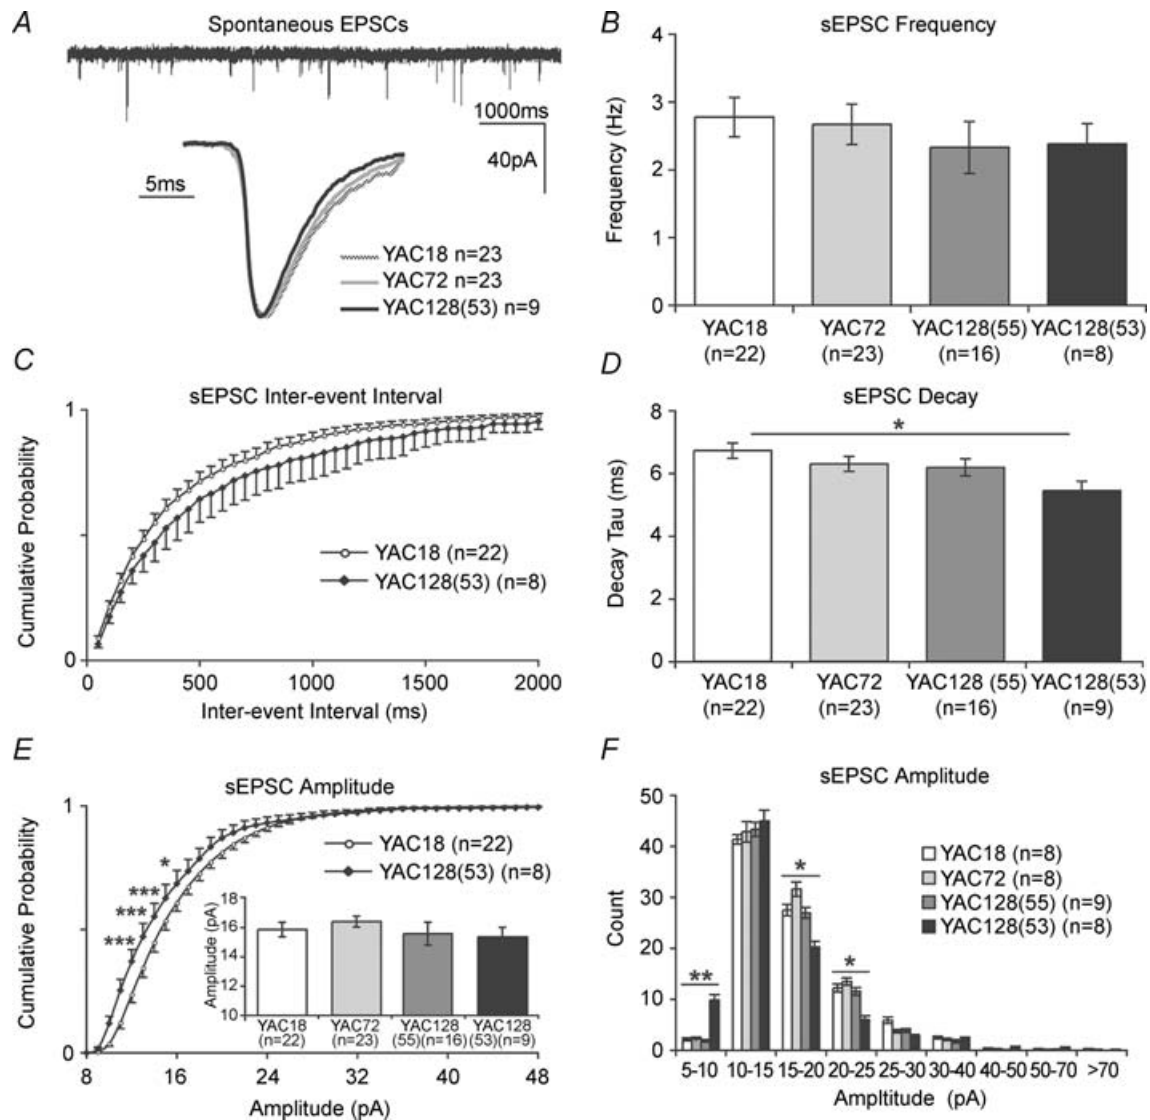 A
Spontaneous EPSCs
1000ms
40pA
5ms
YAC18 n=23
YAC72 n=23
YAC128(53) n=9
B
sEPSC Frequency
Frequency (Hz)
4
3
2
1
0
YAC18 YAC72 YAC128(55) YAC128(53)
(n=22) (n=23) (n=16) (n=8)
C
sEPSC Inter-event Interval
Cumulative Probability
1
0
YAC18 (n=22)
YAC128(53) (n=8)
0 500 1000 1500 2000
Inter-event Interval (ms)
D
sEPSC Decay
Decay Tau (ms)
8
6
4
2
0
*
YAC18 YAC72 YAC128 (55) YAC128(53)
(n=22) (n=23) (n=16) (n=9)
E
sEPSC Amplitude
Cumulative Probability
1
0
YAC18 (n=22)
YAC128(53) (n=8)
*
***
***
***
Amplitude (pA)
18
16
14
12
10
YAC18 YAC72 YAC128 YAC128
(n=22) (n=23) (55)(n=16) (53)(n=9)
8 16 24 32 40 48
Amplitude (pA)
F
sEPSC Amplitude
Count
50
40
30
20
10
0
YAC18 (n=8)
YAC72 (n=8)
YAC128(55) (n=9)
YAC128(53) (n=8)
**
*
*
5-10 10-15 15-20 20-25 25-30 30-40 40-50 50-70 >70
Ampltitude (pA)